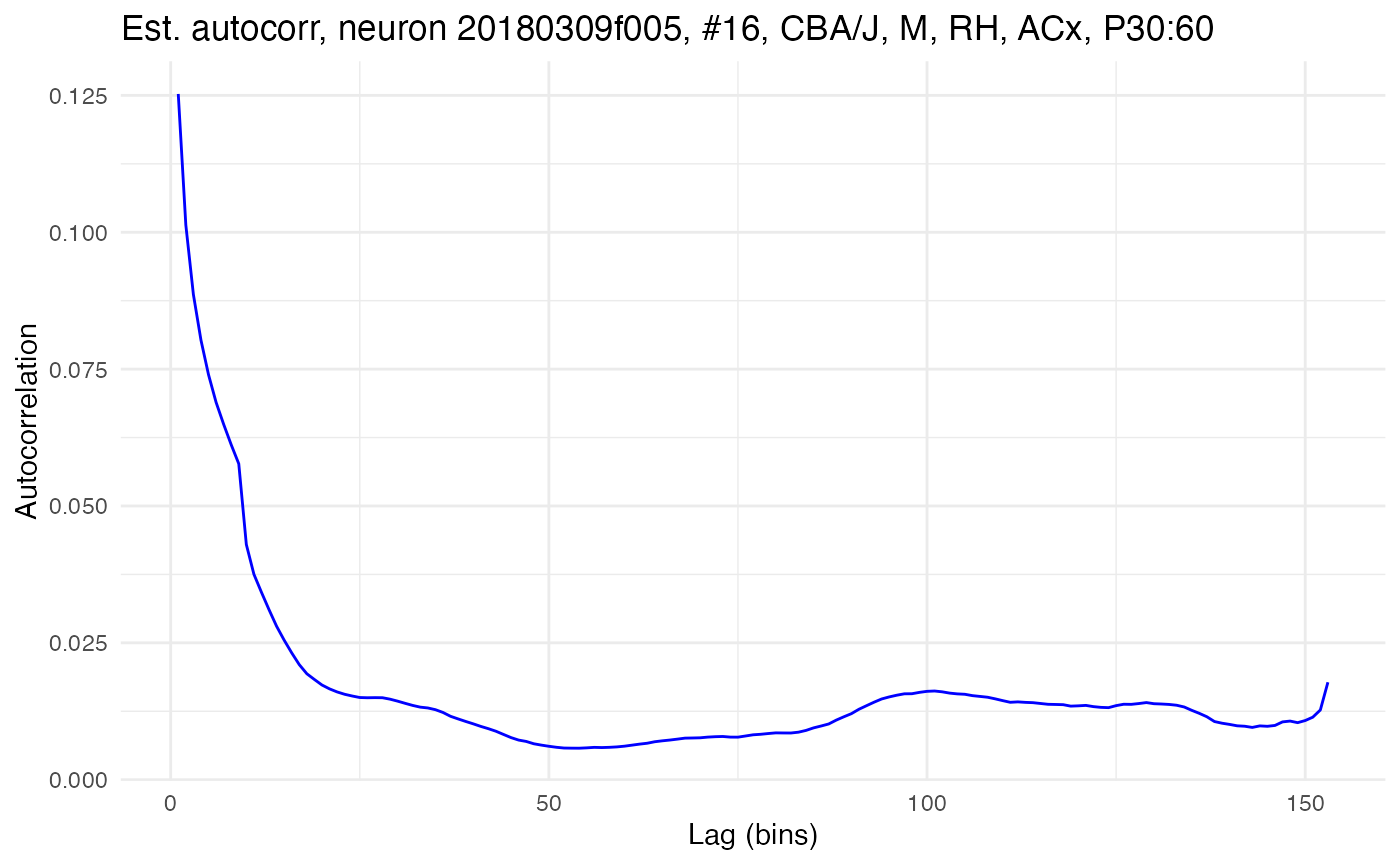 Est. autocorr, neuron 20180309f005, #16, CBA/J, M, RH, ACx, P30:60
Autocorrelation
0.125
0.100
0.075
0.050
0.025
0.000
0 50 100 150
Lag (bins)